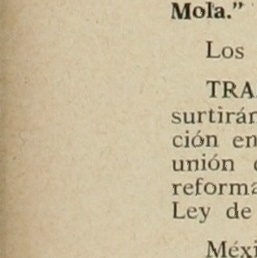 Mola.”
Los
TRA
surtirán
ción en
unión
reforma
Ley de
Méxi